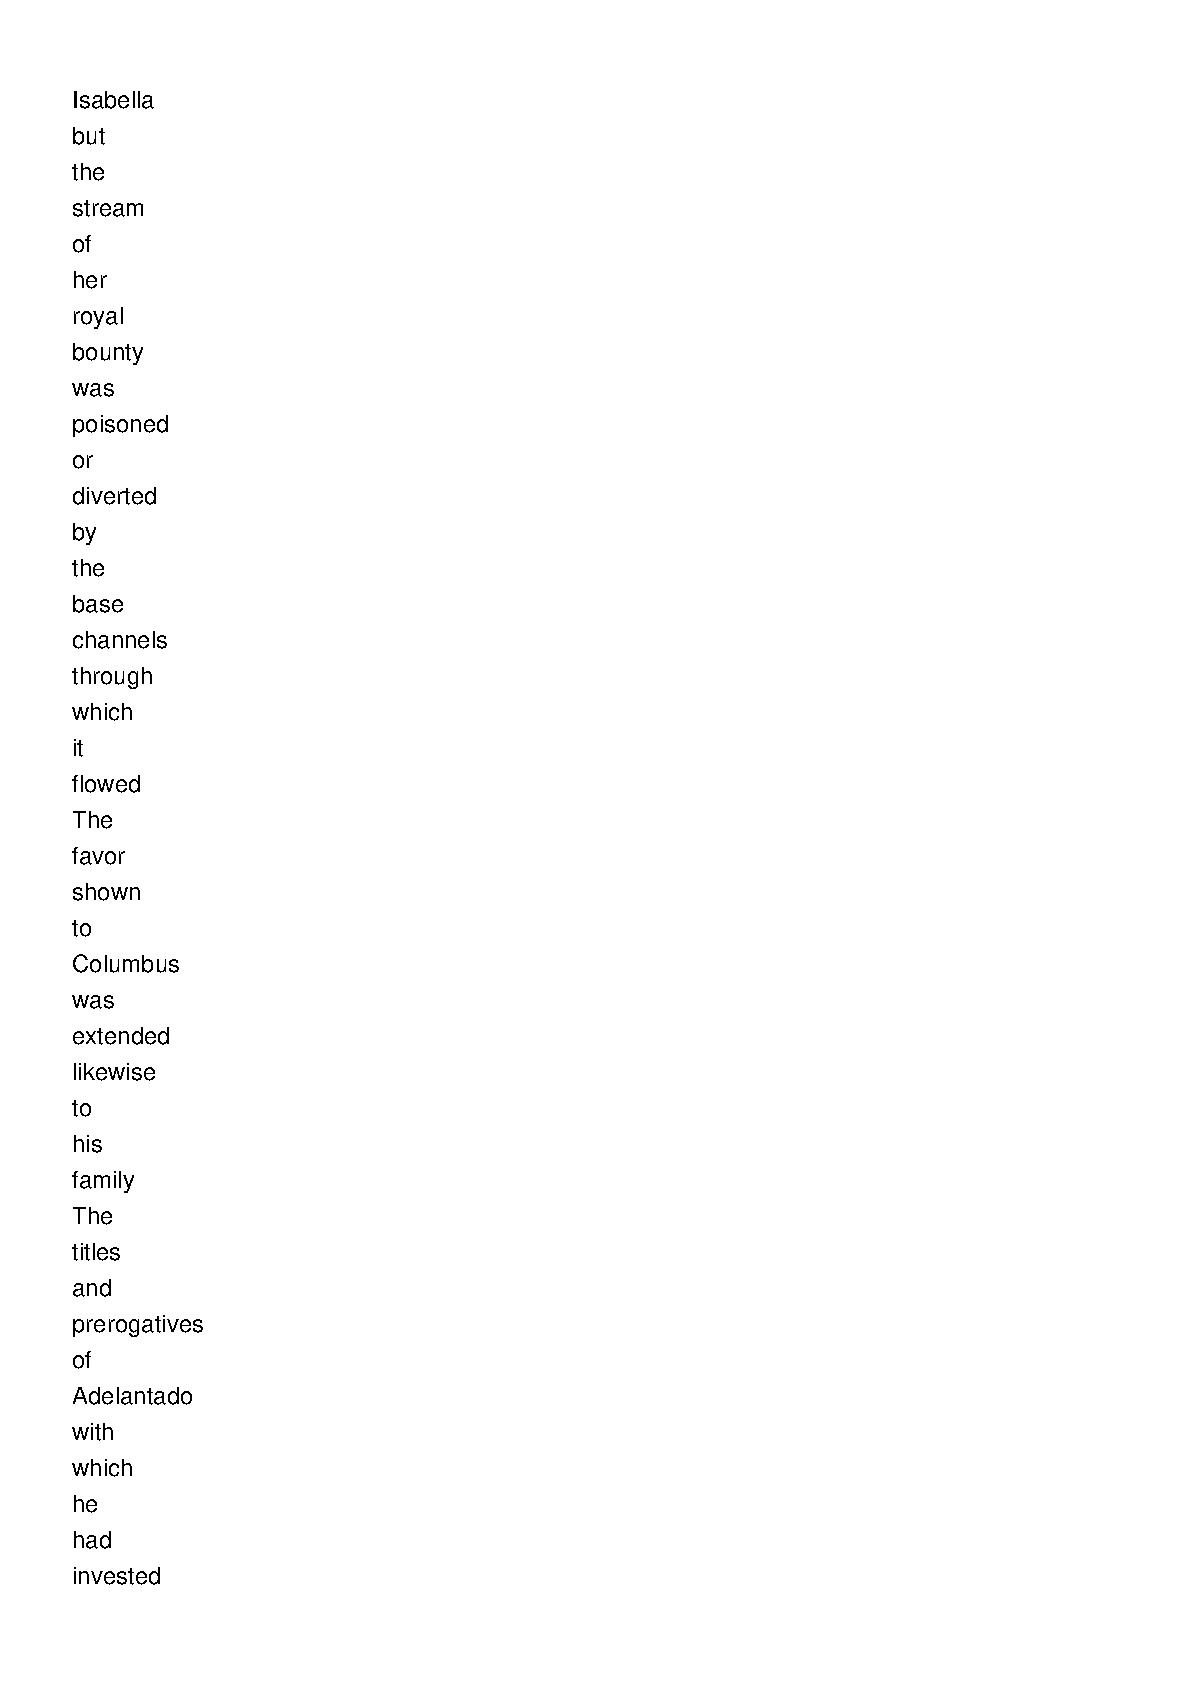 Isabella
but
the
stream
of
her
royal
bounty
was
poisoned
or
diverted
by
the
base
channels
through
which
it
flowed
The
favor
shown
to
Columbus
was
extended
likewise
to
his
family
The
titles
and
prerogatives
of
Adelantado
with
which
he
had
invested